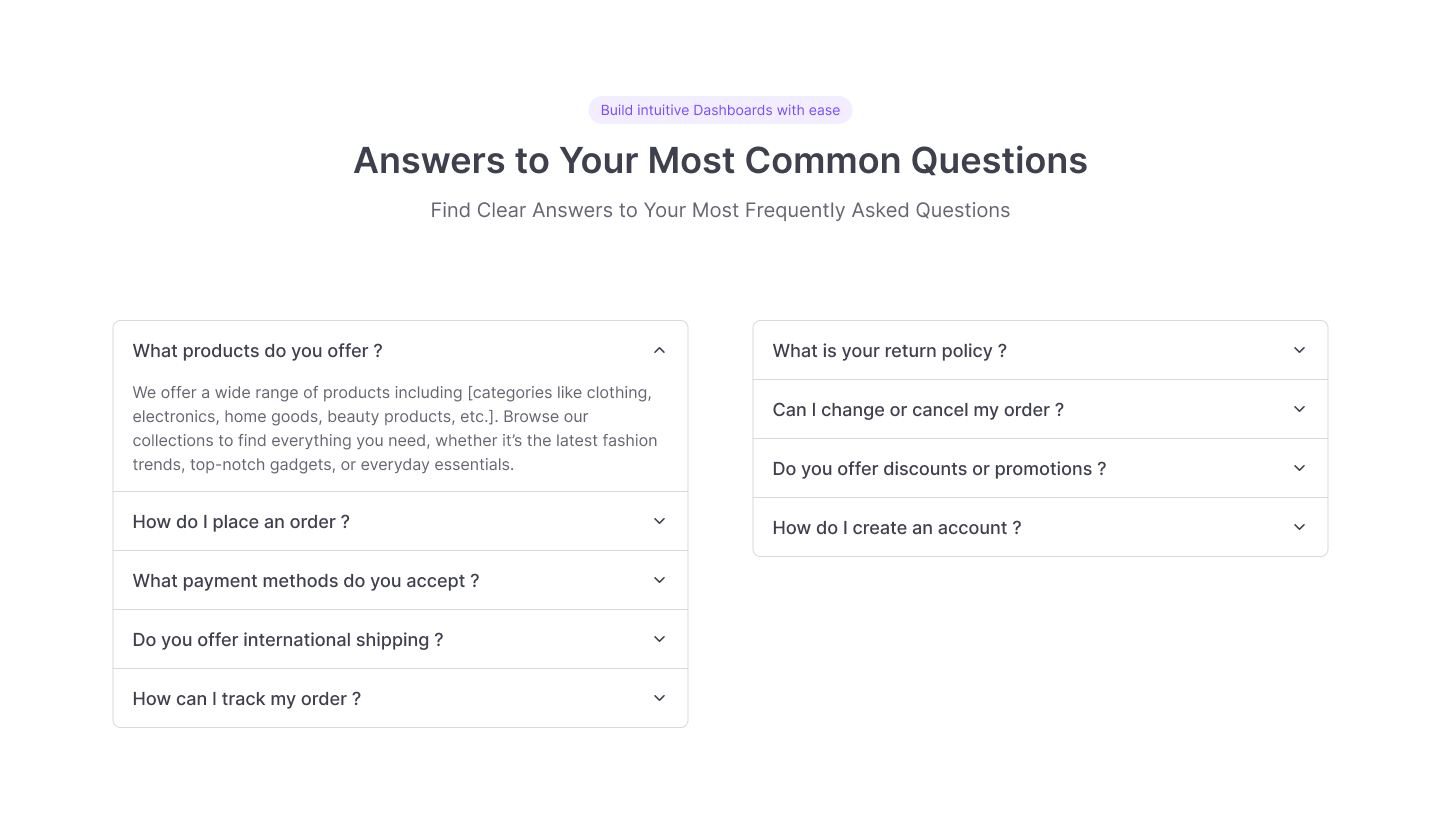 Build intuitive Dashboards with ease
Answers to Your Most Common Questions
Find Clear Answers to Your Most Frequently Asked Questions
What products do you offer ?
We offer a wide range of products including [categories like clothing,
electronics, home goods, beauty products, etc.]. Browse our
collections to find everything you need, whether it’s the latest fashion
trends, top-notch gadgets, or everyday essentials.
How do I place an order ?
What payment methods do you accept ?
Do you offer international shipping ?
How can I track my order ?
What is your return policy ?
Can I change or cancel my order ?
Do you offer discounts or promotions ?
How do I create an account ?